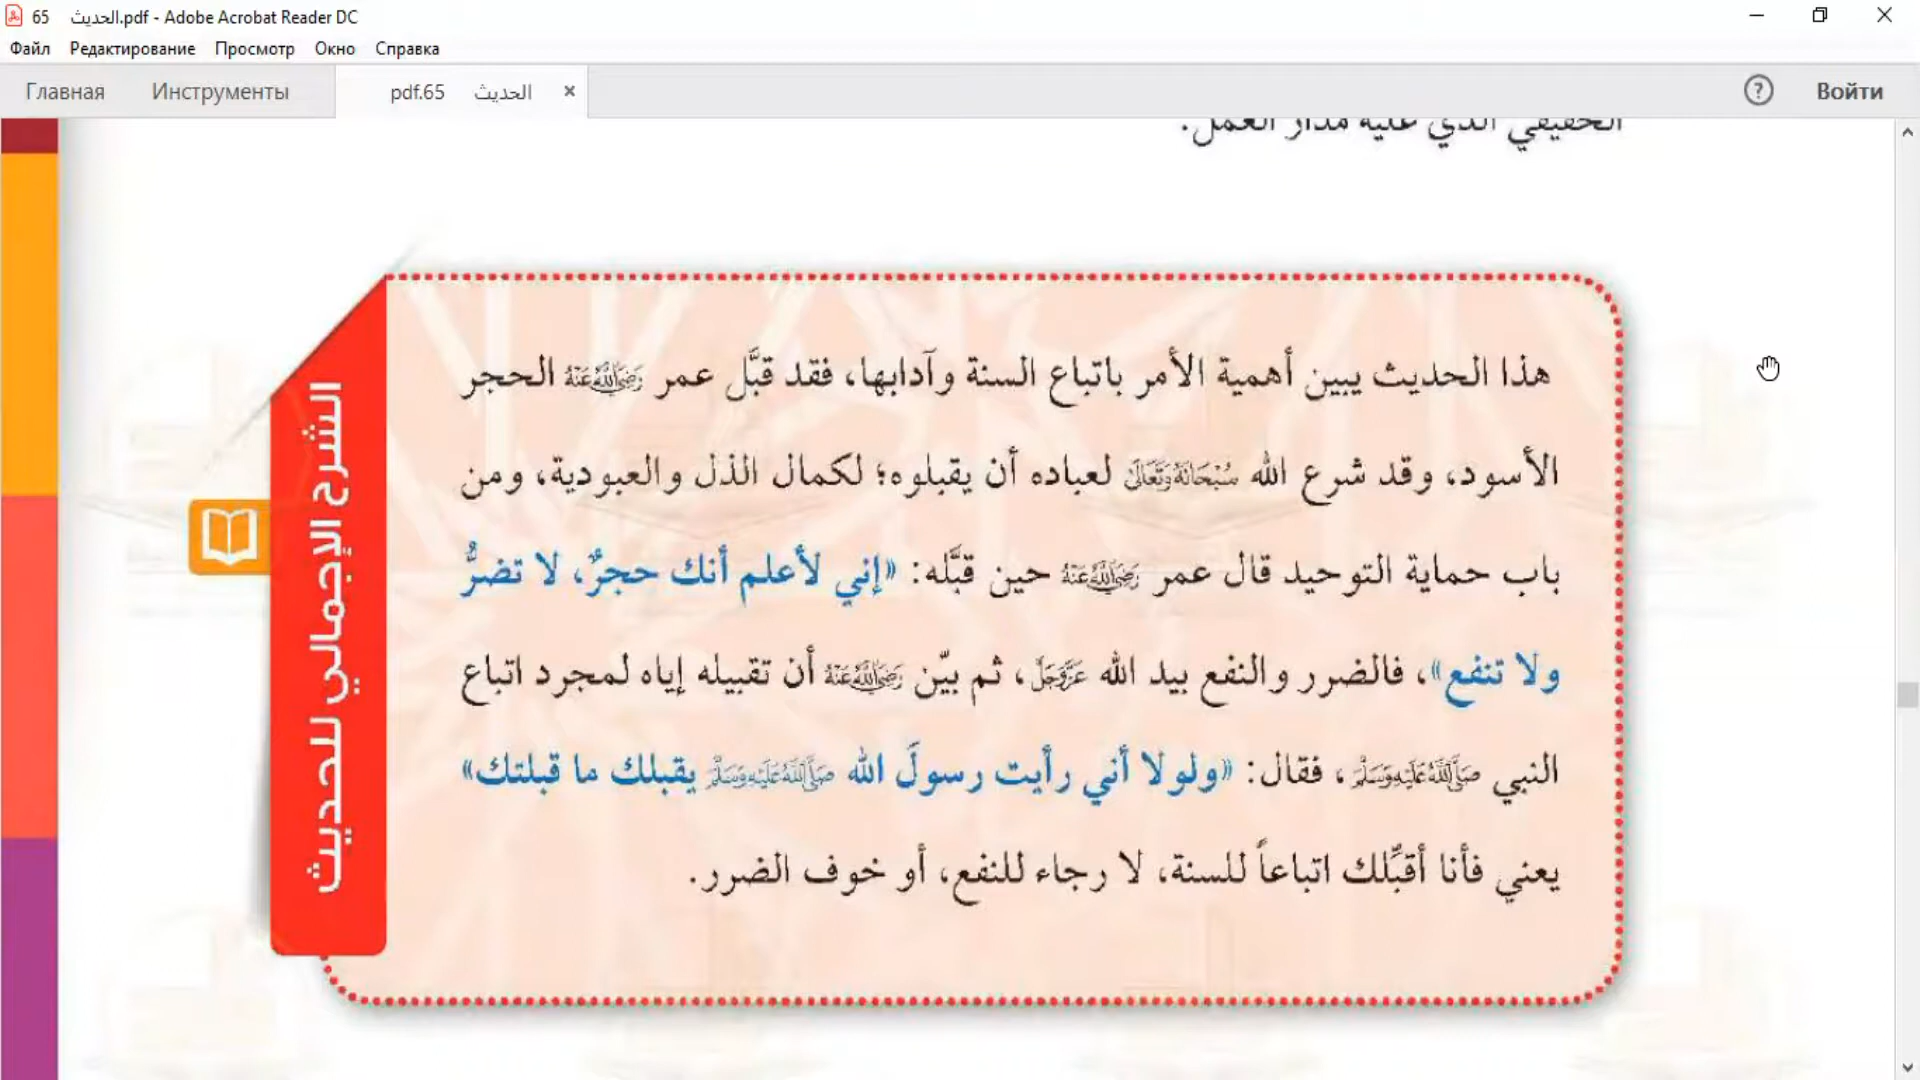 65 الحديث.pdf - Adobe Acrobat Reader DC
Файл Редактирование Просмотр Окно Справка
Главная Инструменты pdf.65 الحديث × ? Войти
الحقيقي الذي عليه مدار العمل.
الشرح الإجمالي للحديث
هذا الحديث يبين أهمية الأمر باتباع السنة وآدابها، فقد قبَّل عمر رَضِيَاللَّهُعَنْهُ الحجر
الأسود، وقد شرع الله سُبْحَانَهُوَتَعَالَى لعباده أن يقبلوه؛ لكمال الذل والعبودية، ومن
باب حماية التوحيد قال عمر رَضِيَاللَّهُعَنْهُ حين قبَّله: «إني لأعلم أنك حجرٌ، لا تضرُّ
ولا تنفع»، فالضرر والنفع بيد الله عَزَّوَجَلَّ، ثم بيّن رَضِيَاللَّهُعَنْهُ أن تقبيله إياه لمجرد اتباع
النبي صَلَّىاللَّهُعَلَيْهِوَسَلَّمَ، فقال: «ولولا أني رأيت رسولَ الله صَلَّىاللَّهُعَلَيْهِوَسَلَّمَ يقبلك ما قبلتك»
يعني فأنا أقبِّلك اتباعاً للسنة، لا رجاء للنفع، أو خوف الضرر.